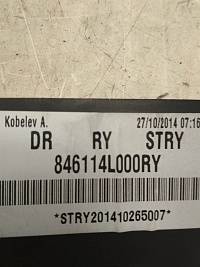 Kobelev A. 27/10/2014 07:16
DR RY STRY
846114L000RY
*STRY201410265007*